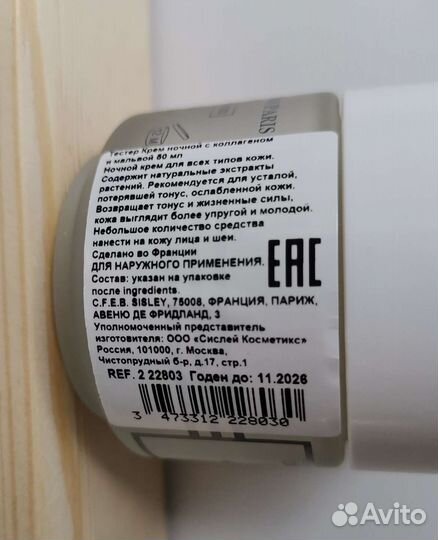 PARIS
Тестер Крем ночной с коллагеном
и мальвой 80 мл
Ночной крем для всех типов кожи.
Содержит натуральные экстракты
растений. Рекомендуется для усталой,
потерявшей тонус, ослабленной кожи.
Возвращает тонус и жизненные силы,
кожа выглядит более упругой и молодой.
Небольшое количество средства
нанести на кожу лица и шеи.
Сделано во Франции
ДЛЯ НАРУЖНОГО ПРИМЕНЕНИЯ.
Состав: указан на упаковке
после ingredients.
C.F.E.B. SISLEY, 75008, ФРАНЦИЯ, ПАРИЖ,
АВЕНЮ ДЕ ФРИДЛАНД, 3
Уполномоченный представитель
изготовителя: ООО «Сислей Косметикс»
Россия, 101000, г. Москва,
Чистопрудный б-р, д.17, стр.1
REF. 2 22803 Годен до: 11.2026
3 473312 228030
EAC
Avito